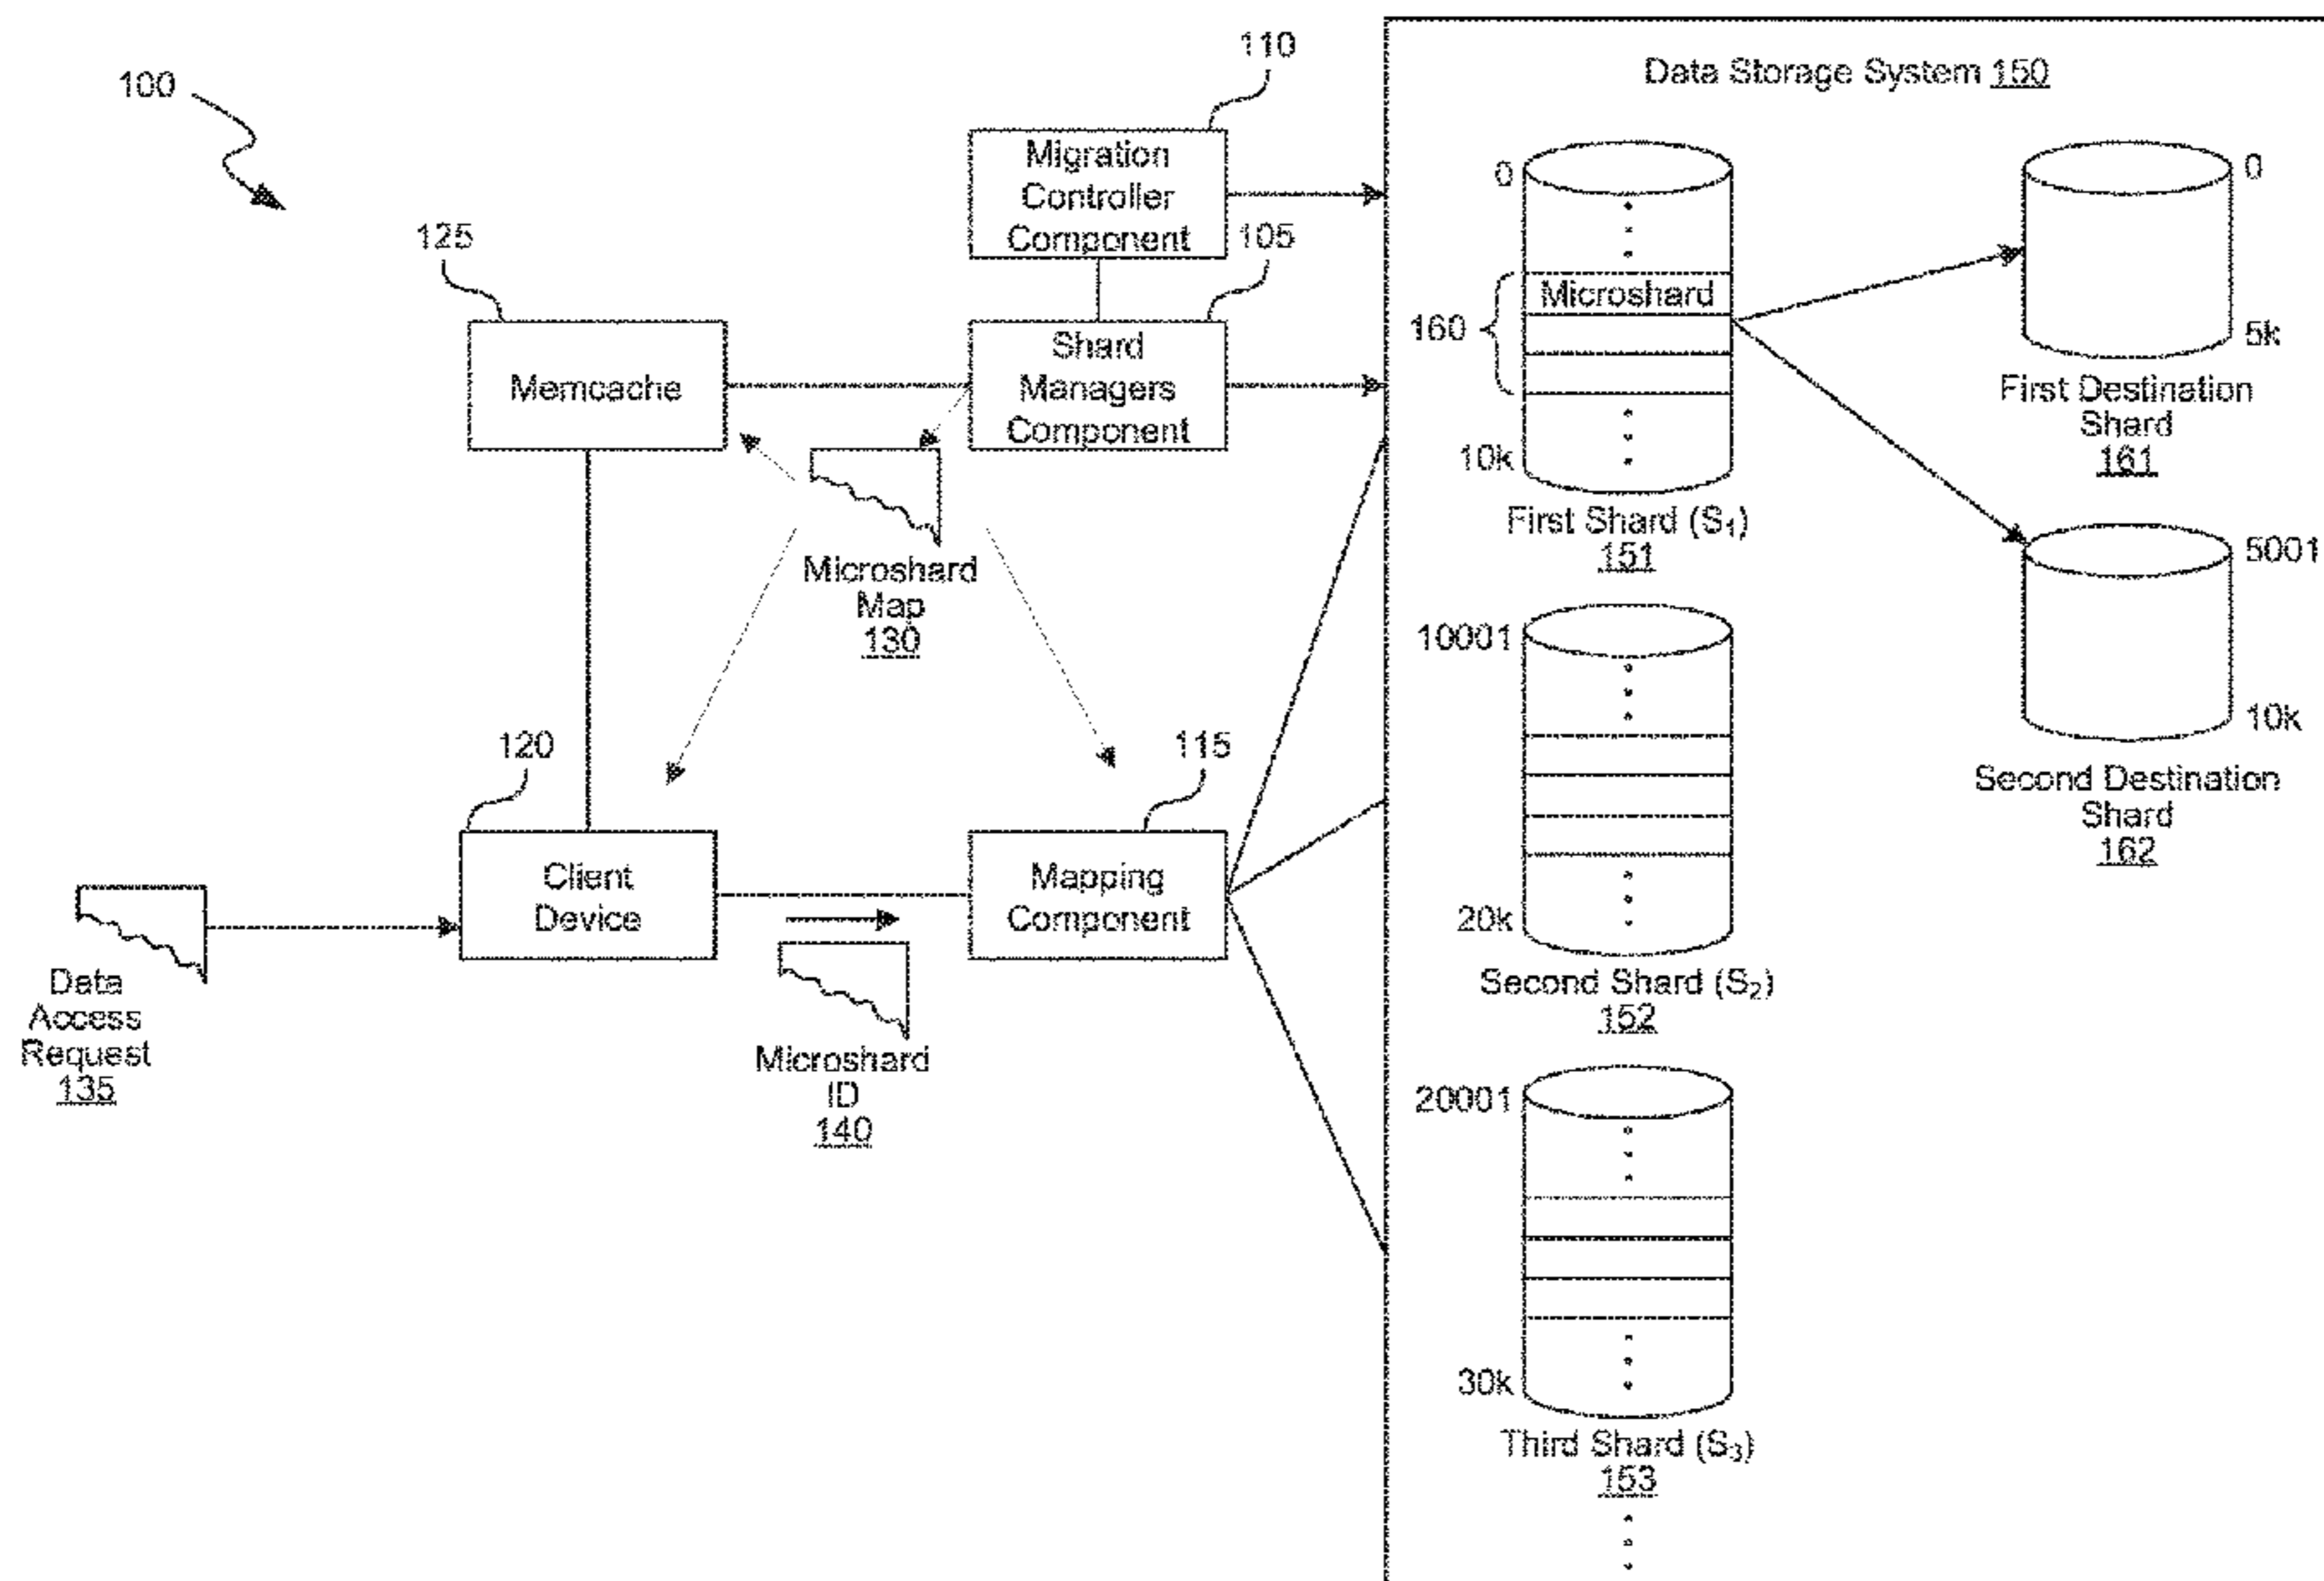 100
110
Data Storage System 150
Migration
Controller
Component
0
0
125
105
Microshard
160
5k
Memcache
Shard
Managers
Component
First Destination
Shard
161
10k
First Shard (S1)
151
5001
Microshard
Map
130
10001
10k
120
115
Second Destination
Shard
162
Client
Device
Mapping
Component
20k
Data
Access
Request
135
Second Shard (S2)
152
Microshard
ID
140
20001
30k
Third Shard (S3)
153